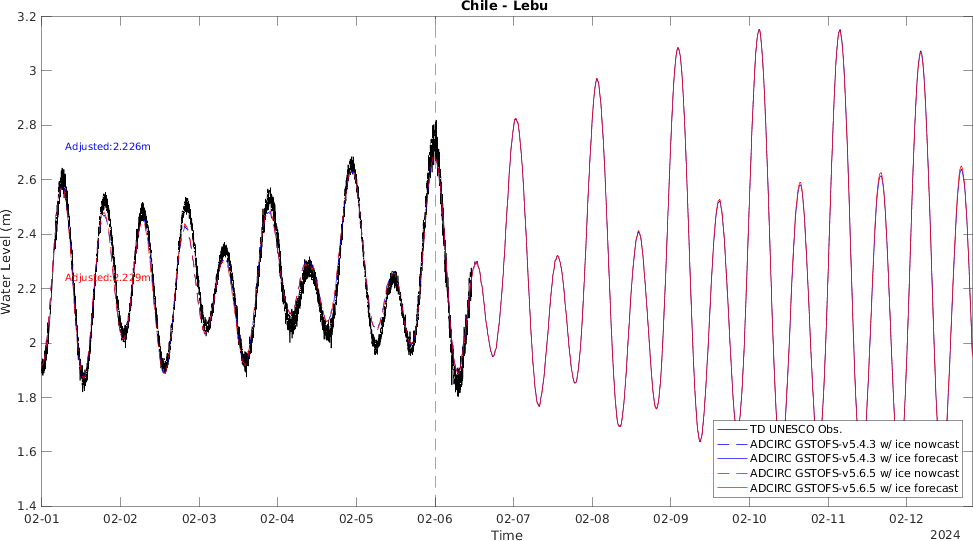 Chile - Lebu
3.2
3
2.8
2.6
2.4
2.2
2
1.8
1.6
1.4
Water Level (m)
Adjusted:2.226m
Adjusted:2.229m
TD UNESCO Obs.
ADCIRC GSTOFS-v5.4.3 w/ ice nowcast
ADCIRC GSTOFS-v5.4.3 w/ ice forecast
ADCIRC GSTOFS-v5.6.5 w/ ice nowcast
ADCIRC GSTOFS-v5.6.5 w/ ice forecast
02-01 02-02 02-03 02-04 02-05 02-06 02-07 02-08 02-09 02-10 02-11 02-12
Time
2024